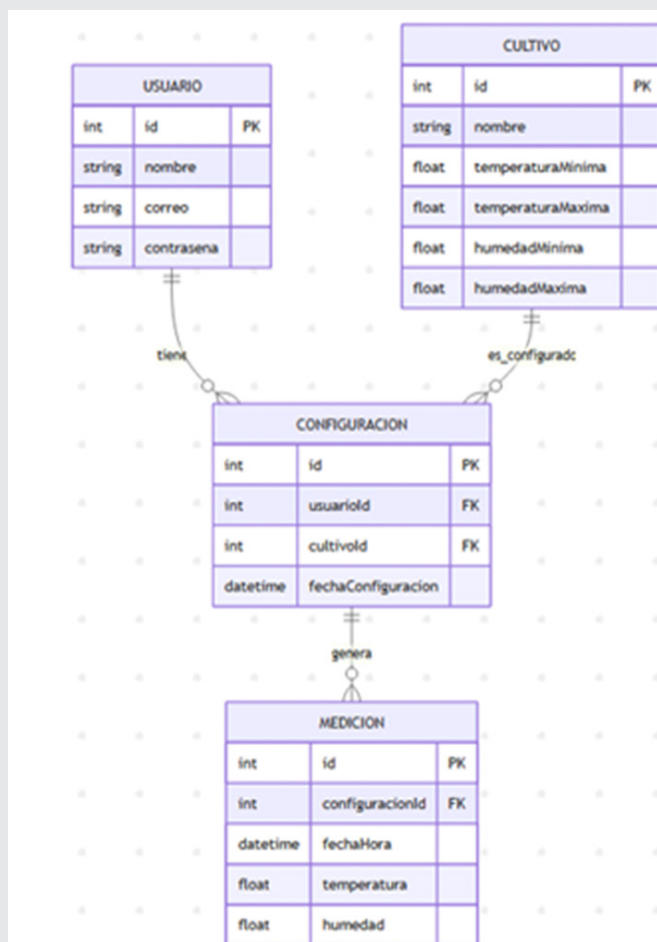 USUARIO
int id PK
string nombre
string correo
string contrasena
CULTIVO
int id PK
string nombre
float temperaturaMinima
float temperaturaMaxima
float humedadMinima
float humedadMaxima
tiene
es_configurado
CONFIGURACION
int id PK
int usuarioId FK
int cultivoId FK
datetime fechaConfiguracion
genera
MEDICION
int id PK
int configuracionId FK
datetime fechaHora
float temperatura
float humedad